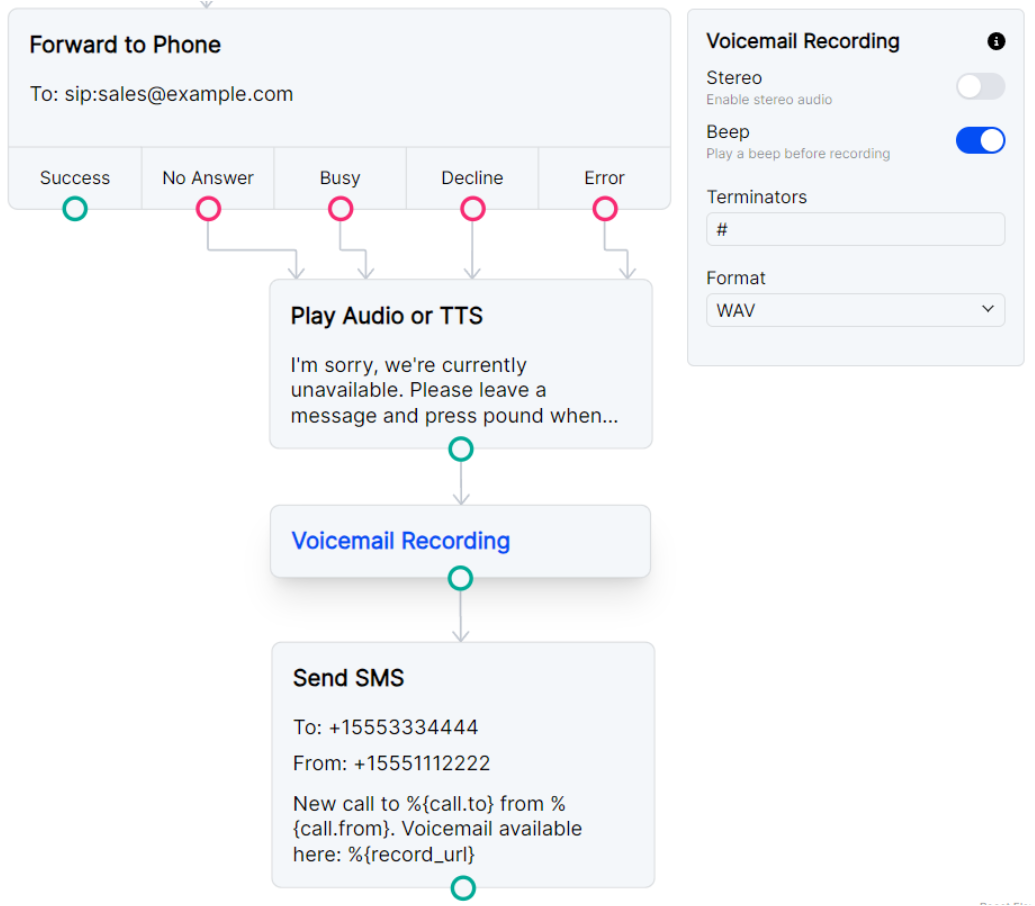 Forward to Phone
To: sip:sales@example.com
Success
No Answer
Busy
Decline
Error
Play Audio or TTS
I'm sorry, we're currently
unavailable. Please leave a
message and press pound when...
Voicemail Recording
Send SMS
To: +15553334444
From: +15551112222
New call to %{call.to} from %
{call.from}. Voicemail available
here: %{record_url}
Voicemail Recording
Stereo
Enable stereo audio
Beep
Play a beep before recording
Terminators
#
Format
WAV